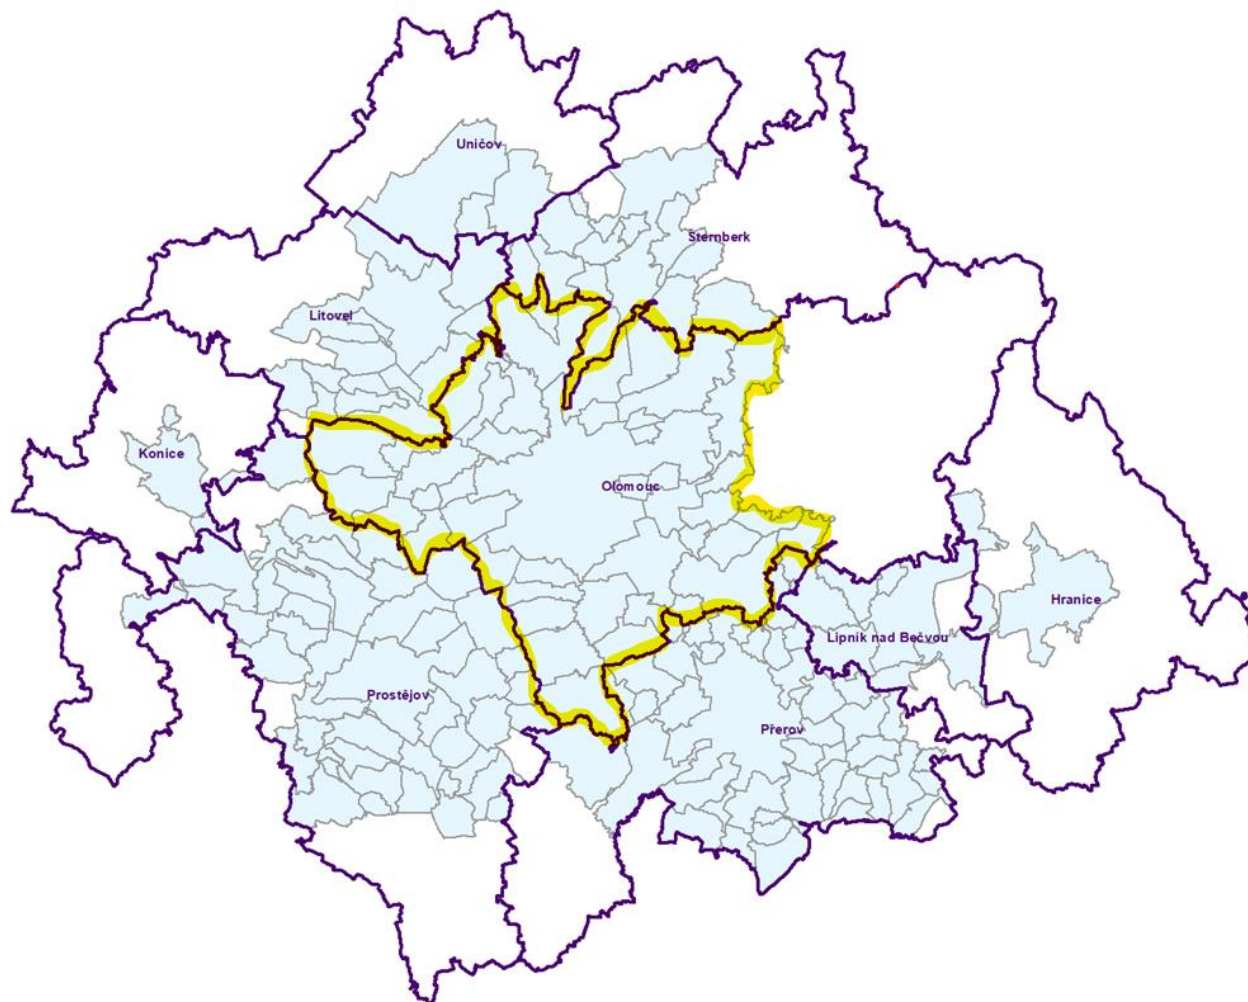 Uničov
Šternberk
Litovel
Konice
Olomouc
Hranice
Lipník nad Bečvou
Prostějov
Přerov